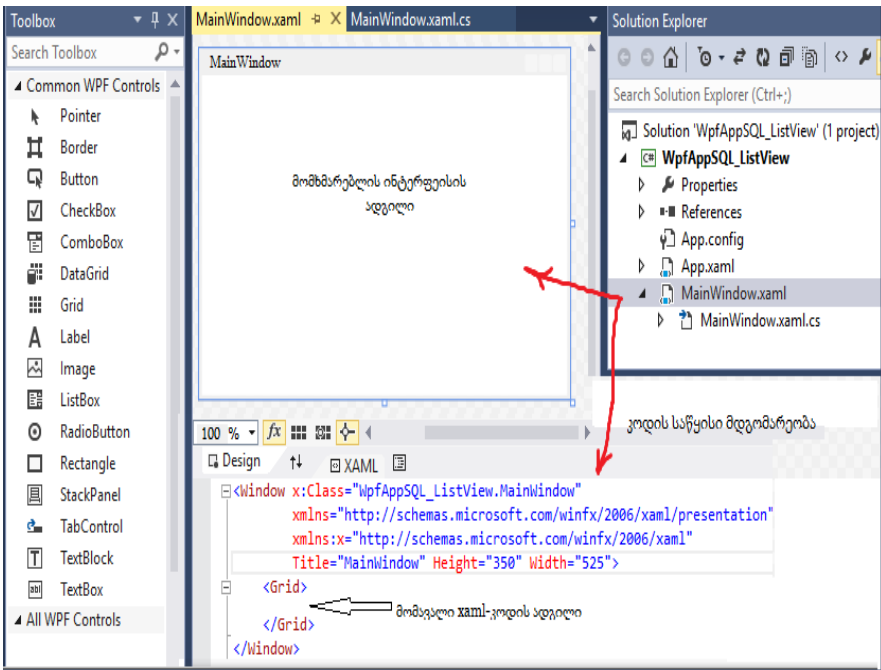 Toolbox
Search Toolbox
Common WPF Controls
Pointer
Border
Button
CheckBox
ComboBox
DataGrid
Grid
Label
Image
ListBox
RadioButton
Rectangle
StackPanel
TabControl
TextBlock
TextBox
All WPF Controls
MainWindow.xaml
MainWindow.xaml.cs
MainWindow
მომხმარებლის ინტერფეისის
ადგილი
100 %
Design
XAML
<Window x:Class="WpfAppSQL_ListView.MainWindow"
xmlns="http://schemas.microsoft.com/winfx/2006/xaml/presentation"
xmlns:x="http://schemas.microsoft.com/winfx/2006/xaml"
Title="MainWindow" Height="350" Width="525">
<Grid>
მომავალი xaml-კოდის ადგილი
</Grid>
</Window>
Solution Explorer
Search Solution Explorer (Ctrl+;)
Solution 'WpfAppSQL_ListView' (1 project)
WpfAppSQL_ListView
Properties
References
App.config
App.xaml
MainWindow.xaml
MainWindow.xaml.cs
კოდის საწყისი მდგომარეობა